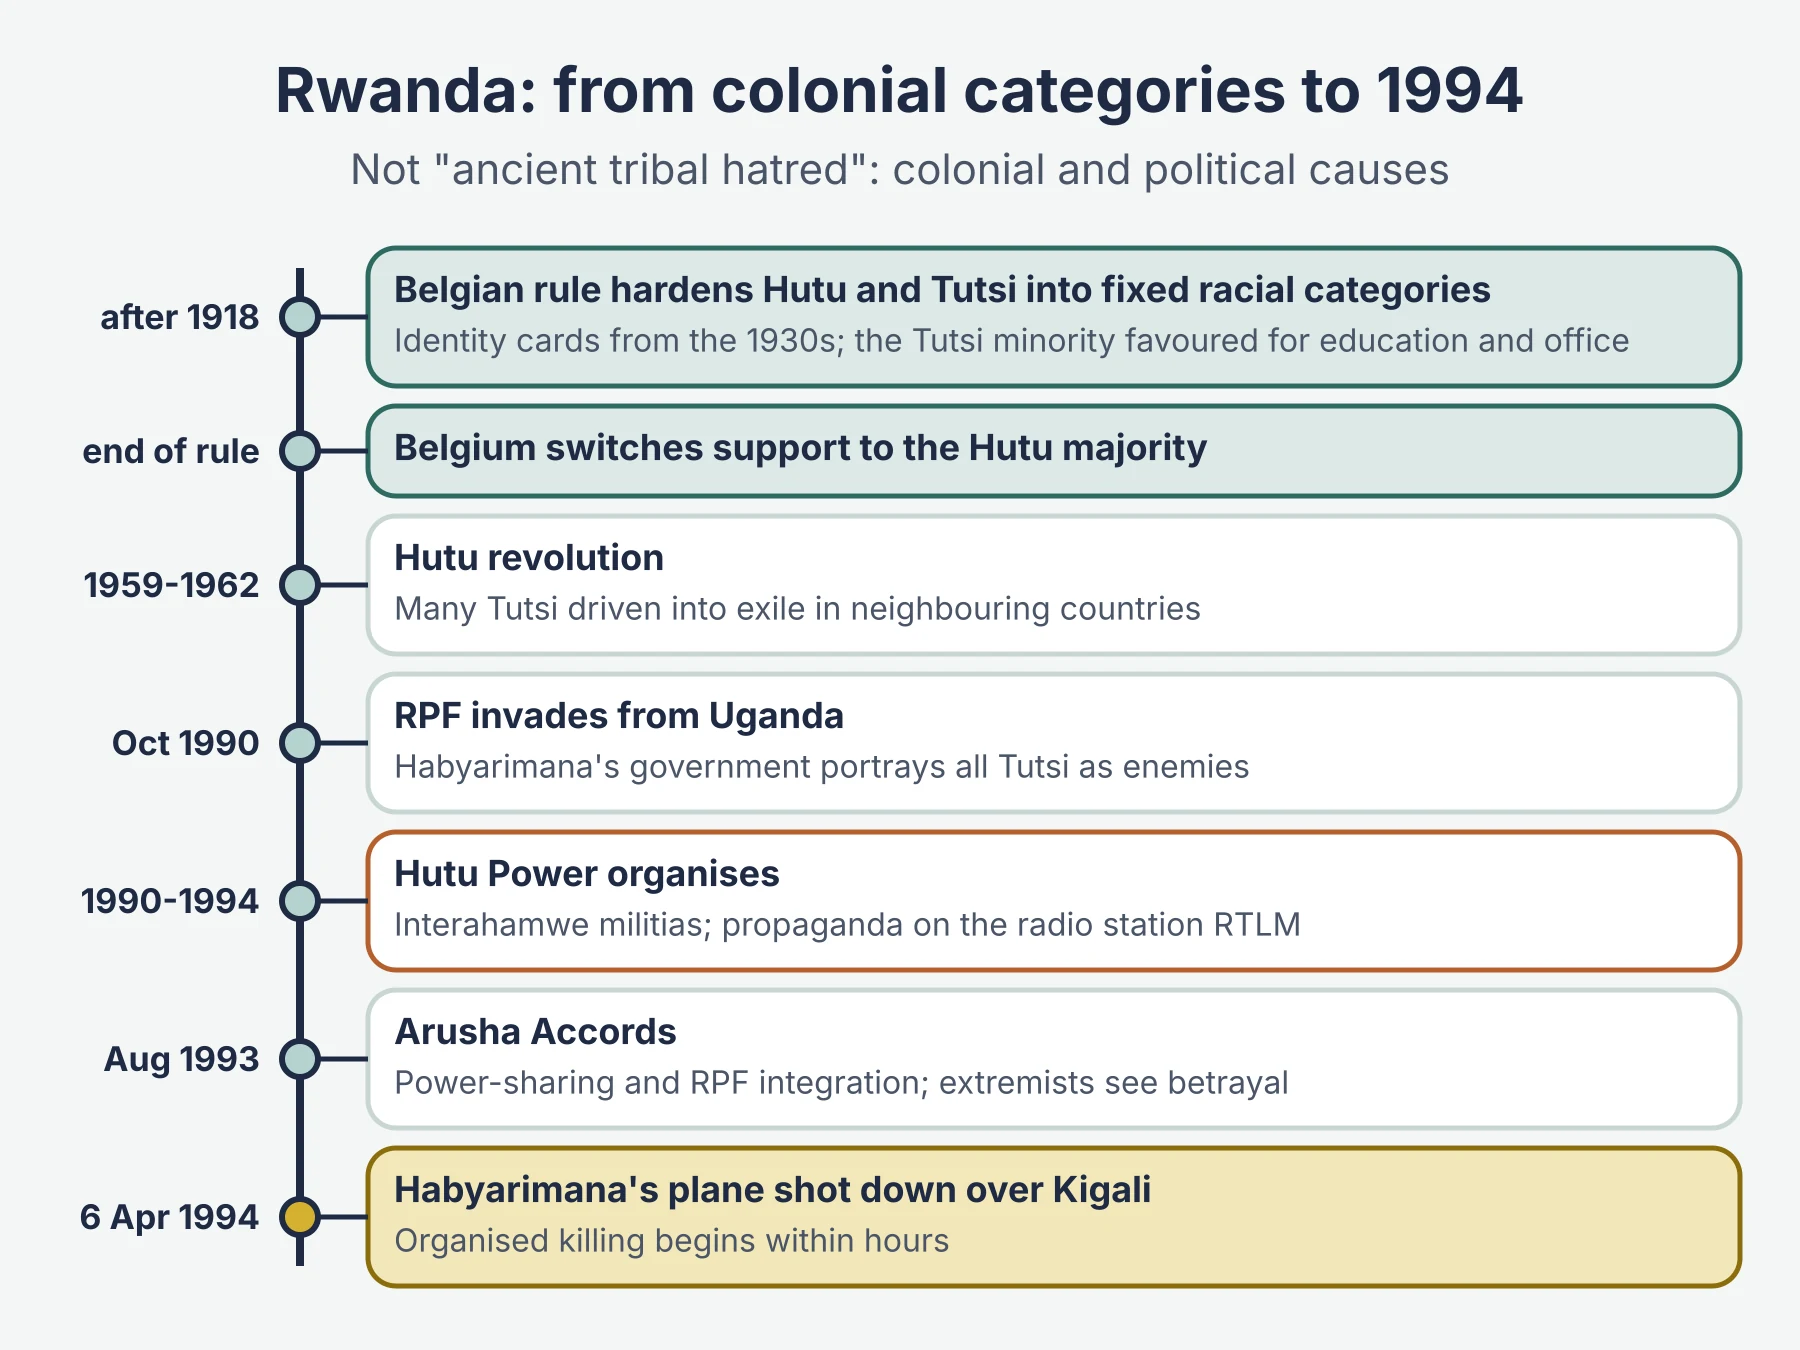 Rwanda: from colonial categories to 1994
Not "ancient tribal hatred": colonial and political causes
after 1918
Belgian rule hardens Hutu and Tutsi into fixed racial categories
Identity cards from the 1930s; the Tutsi minority favoured for education and office
end of rule
Belgium switches support to the Hutu majority
1959-1962
Hutu revolution
Many Tutsi driven into exile in neighbouring countries
Oct 1990
RPF invades from Uganda
Habyarimana's government portrays all Tutsi as enemies
1990-1994
Hutu Power organises
Interahamwe militias; propaganda on the radio station RTLM
Aug 1993
Arusha Accords
Power-sharing and RPF integration; extremists see betrayal
6 Apr 1994
Habyarimana's plane shot down over Kigali
Organised killing begins within hours